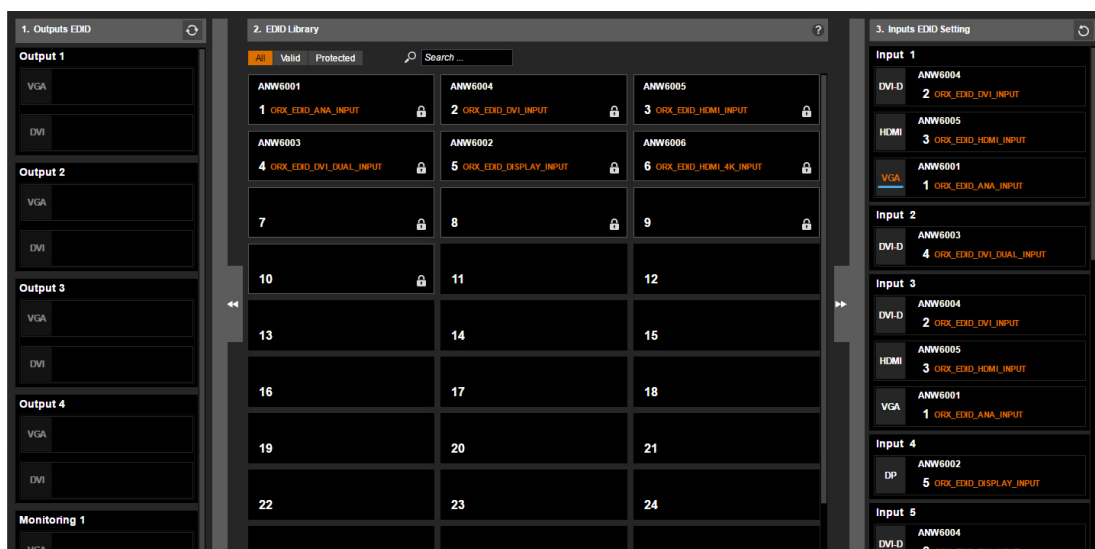 1. Outputs EDID
Output 1
VGA
DVI
Output 2
VGA
DVI
Output 3
VGA
DVI
Output 4
VGA
DVI
Monitoring 1
VGA
2. EDID Library
?
All Valid Protected Search ...
ANW6001
1 ORX_EDID_ANA_INPUT
ANW6004
2 ORX_EDID_DVI_INPUT
ANW6005
3 ORX_EDID_HDMI_INPUT
ANW6003
4 ORX_EDID_DVI_DUAL_INPUT
ANW6002
5 ORX_EDID_DISPLAY_INPUT
ANW6006
6 ORX_EDID_HDMI_4K_INPUT
7 8 9
10 11 12
13 14 15
16 17 18
19 20 21
22 23 24
3. Inputs EDID Setting
Input 1
DVI-D
ANW6004
2 ORX_EDID_DVI_INPUT
HDMI
ANW6005
3 ORX_EDID_HDMI_INPUT
VGA
ANW6001
1 ORX_EDID_ANA_INPUT
Input 2
DVI-D
ANW6003
4 ORX_EDID_DVI_DUAL_INPUT
Input 3
DVI-D
ANW6004
2 ORX_EDID_DVI_INPUT
HDMI
ANW6005
3 ORX_EDID_HDMI_INPUT
VGA
ANW6001
1 ORX_EDID_ANA_INPUT
Input 4
DP
ANW6002
5 ORX_EDID_DISPLAY_INPUT
Input 5
DVI-D
ANW6004